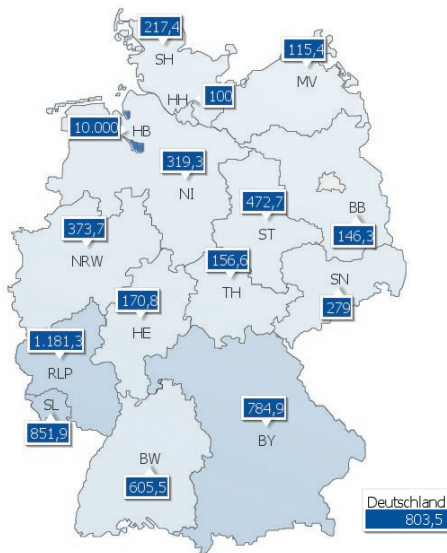 217,4
SH
115,4
MV
HH
100
10.000
HB
319,3
NI
472,7
ST
BB
146,3
373,7
NRW
156,6
TH
SN
279
170,8
HE
1.181,3
RLP
SL
851,9
784,9
BY
BW
605,5
Deutschland
803,5